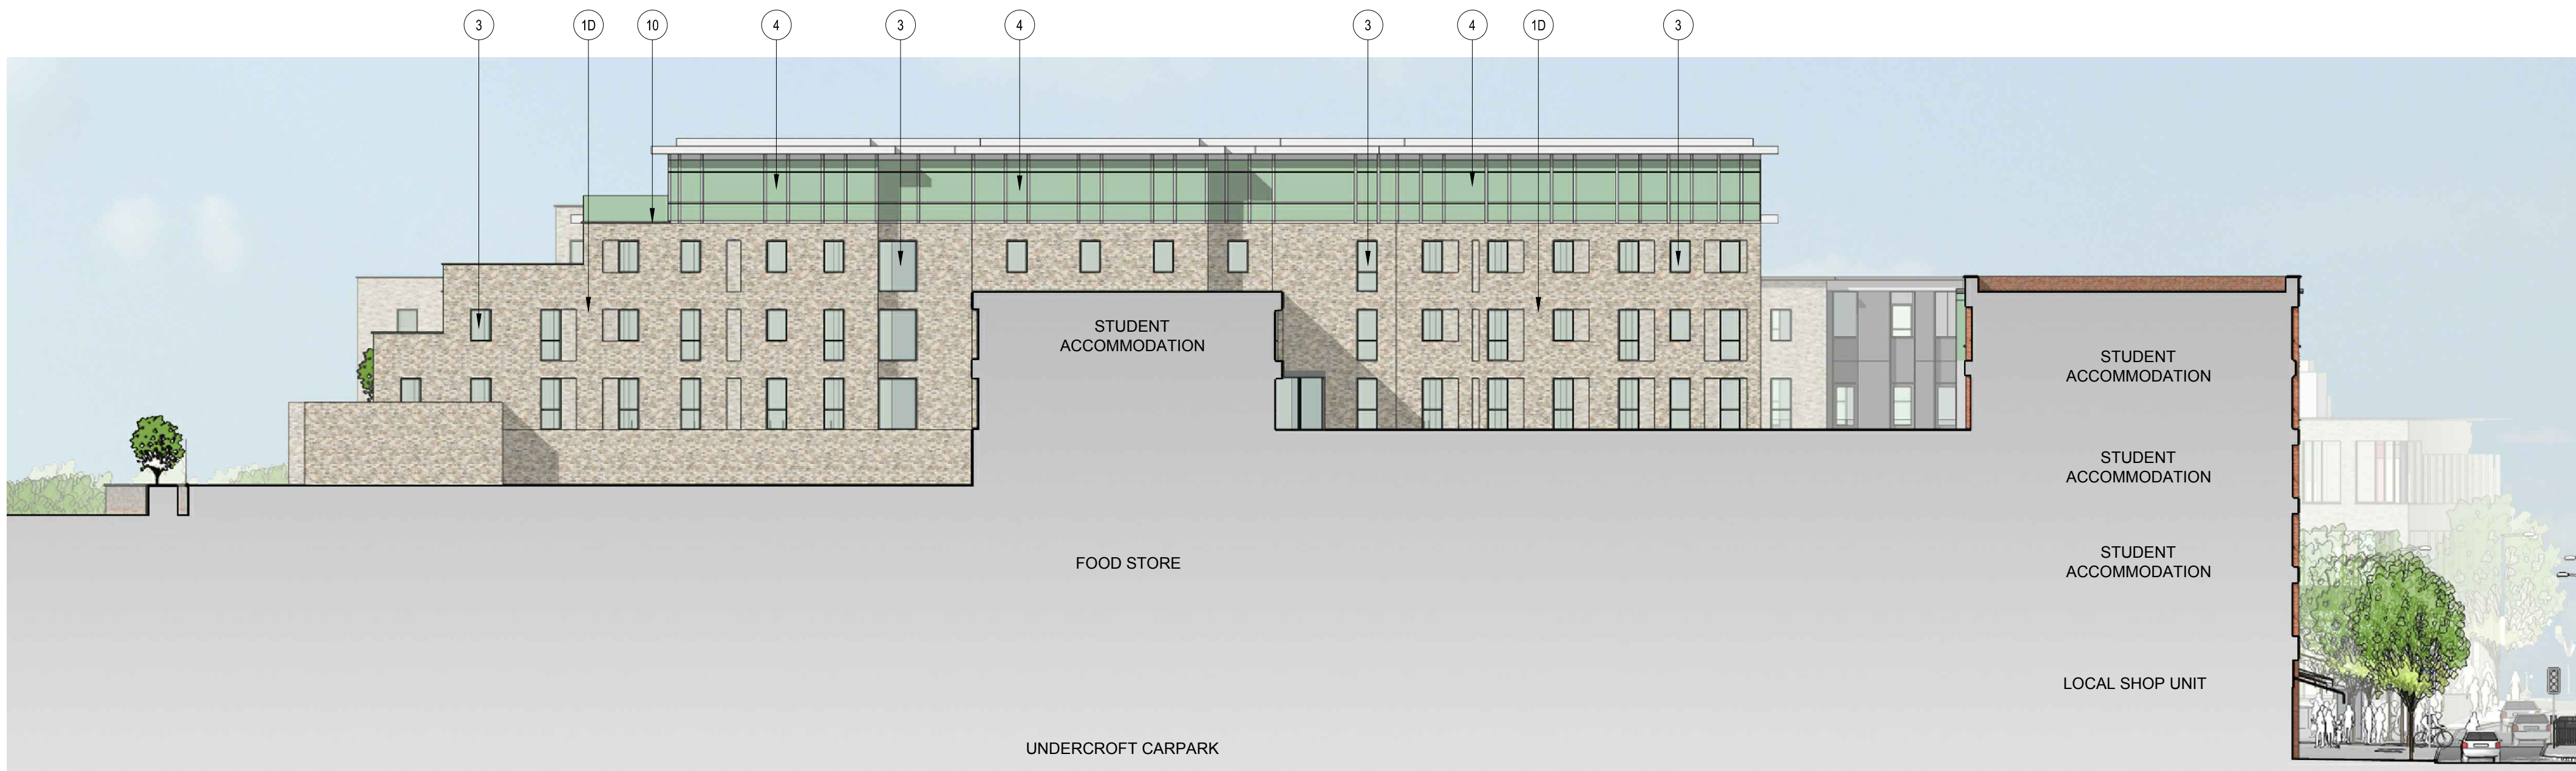 3
1D
10
4
3
4
3
4
1D
3
STUDENT
ACCOMMODATION
STUDENT
ACCOMMODATION
STUDENT
ACCOMMODATION
STUDENT
ACCOMMODATION
FOOD STORE
LOCAL SHOP UNIT
UNDERCROFT CARPARK